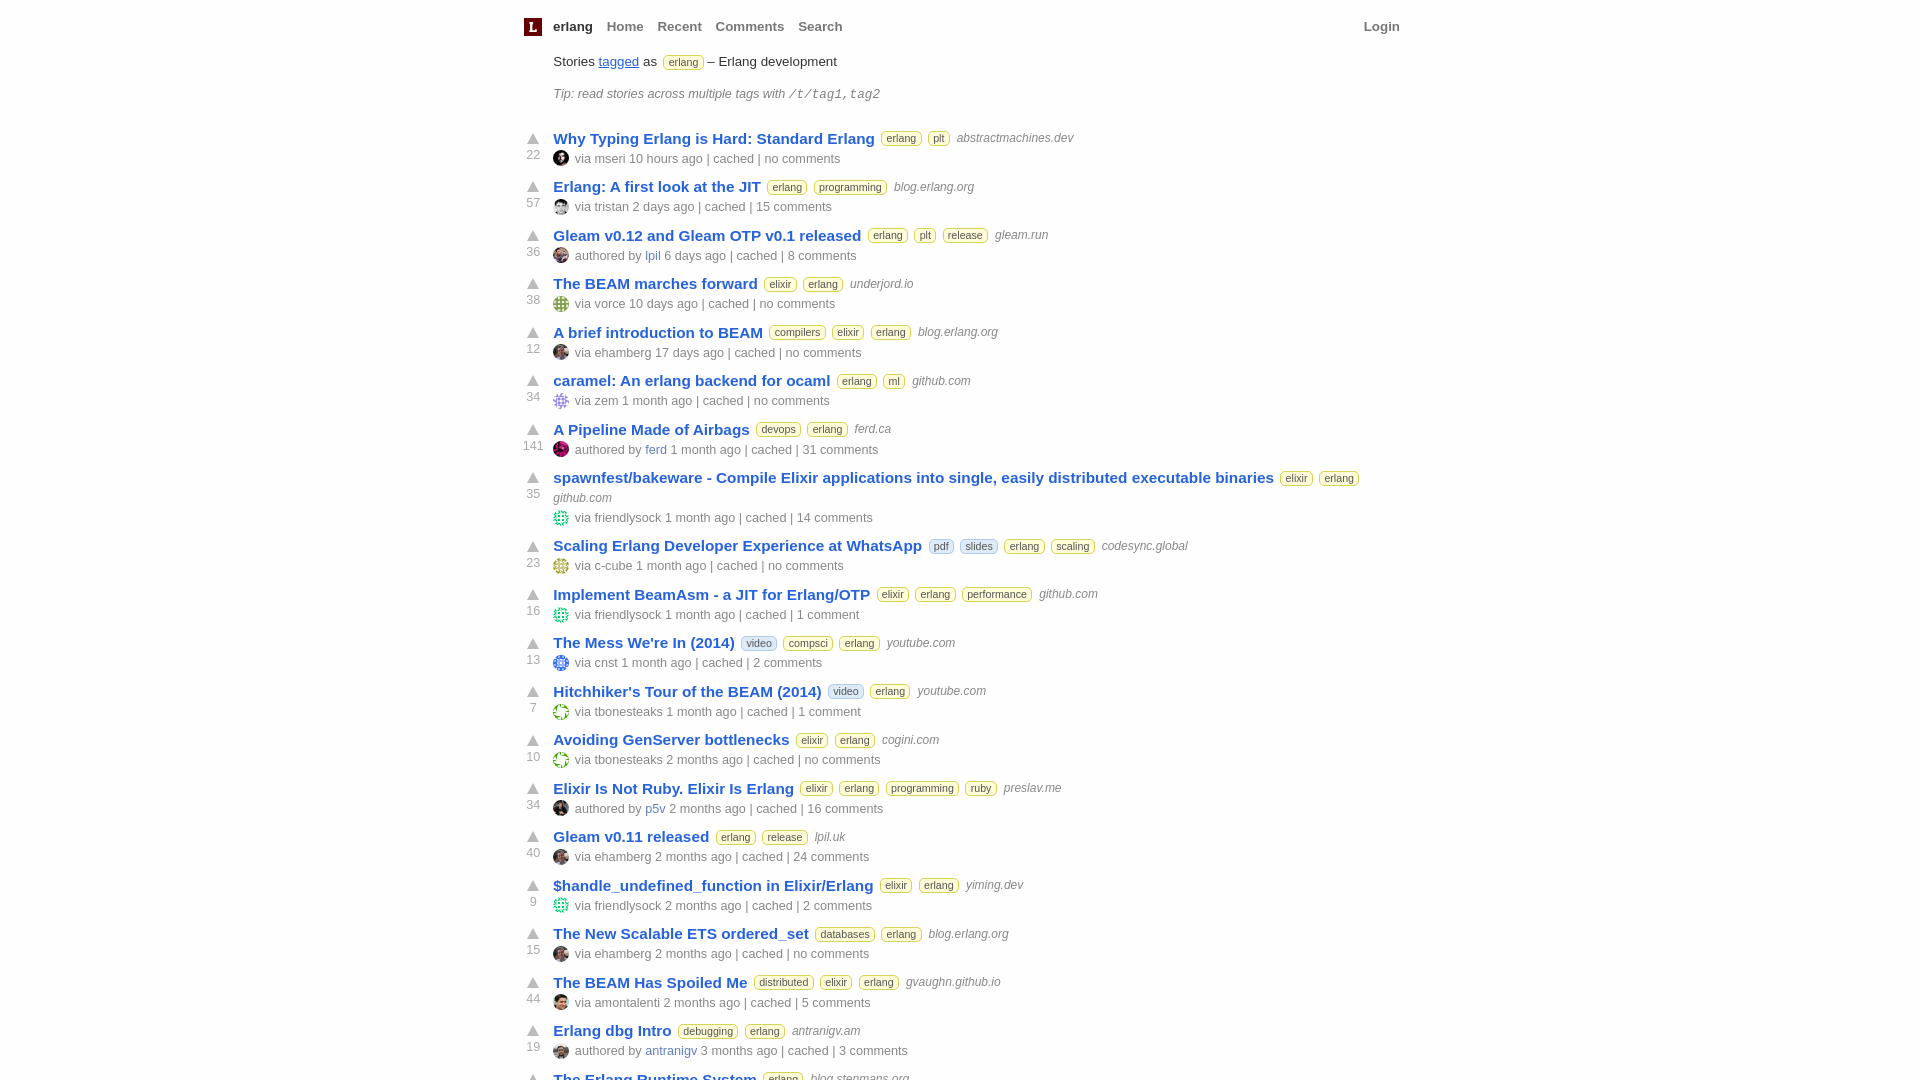 L erlang Home Recent Comments Search Login
Stories tagged as erlang – Erlang development
Tip: read stories across multiple tags with /t/tag1,tag2
Why Typing Erlang is Hard: Standard Erlang erlang plt abstractmachines.dev
22 via mseri 10 hours ago | cached | no comments
Erlang: A first look at the JIT erlang programming blog.erlang.org
57 via tristan 2 days ago | cached | 15 comments
Gleam v0.12 and Gleam OTP v0.1 released erlang plt release gleam.run
36 authored by lpil 6 days ago | cached | 8 comments
The BEAM marches forward elixir erlang underjord.io
38 via vorce 10 days ago | cached | no comments
A brief introduction to BEAM compilers elixir erlang blog.erlang.org
12 via ehamberg 17 days ago | cached | no comments
caramel: An erlang backend for ocaml erlang ml github.com
34 via zem 1 month ago | cached | no comments
A Pipeline Made of Airbags devops erlang ferd.ca
141 authored by ferd 1 month ago | cached | 31 comments
spawnfest/bakeware - Compile Elixir applications into single, easily distributed executable binaries elixir erlang
35 github.com
via friendlysock 1 month ago | cached | 14 comments
Scaling Erlang Developer Experience at WhatsApp pdf slides erlang scaling codesync.global
23 via c-cube 1 month ago | cached | no comments
Implement BeamAsm - a JIT for Erlang/OTP elixir erlang performance github.com
16 via friendlysock 1 month ago | cached | 1 comment
The Mess We're In (2014) video compsci erlang youtube.com
13 via cnst 1 month ago | cached | 2 comments
Hitchhiker's Tour of the BEAM (2014) video erlang youtube.com
7 via tbonesteaks 1 month ago | cached | 1 comment
Avoiding GenServer bottlenecks elixir erlang cogini.com
10 via tbonesteaks 2 months ago | cached | no comments
Elixir Is Not Ruby. Elixir Is Erlang elixir erlang programming ruby preslav.me
34 authored by p5v 2 months ago | cached | 16 comments
Gleam v0.11 released erlang release lpil.uk
40 via ehamberg 2 months ago | cached | 24 comments
$handle_undefined_function in Elixir/Erlang elixir erlang yiming.dev
9 via friendlysock 2 months ago | cached | 2 comments
The New Scalable ETS ordered_set databases erlang blog.erlang.org
15 via ehamberg 2 months ago | cached | no comments
The BEAM Has Spoiled Me distributed elixir erlang gvaughn.github.io
44 via amontalenti 2 months ago | cached | 5 comments
Erlang dbg Intro debugging erlang antranigv.am
19 authored by antranigv 3 months ago | cached | 3 comments
The Erlang Runtime System erlang blog.stenmans.org